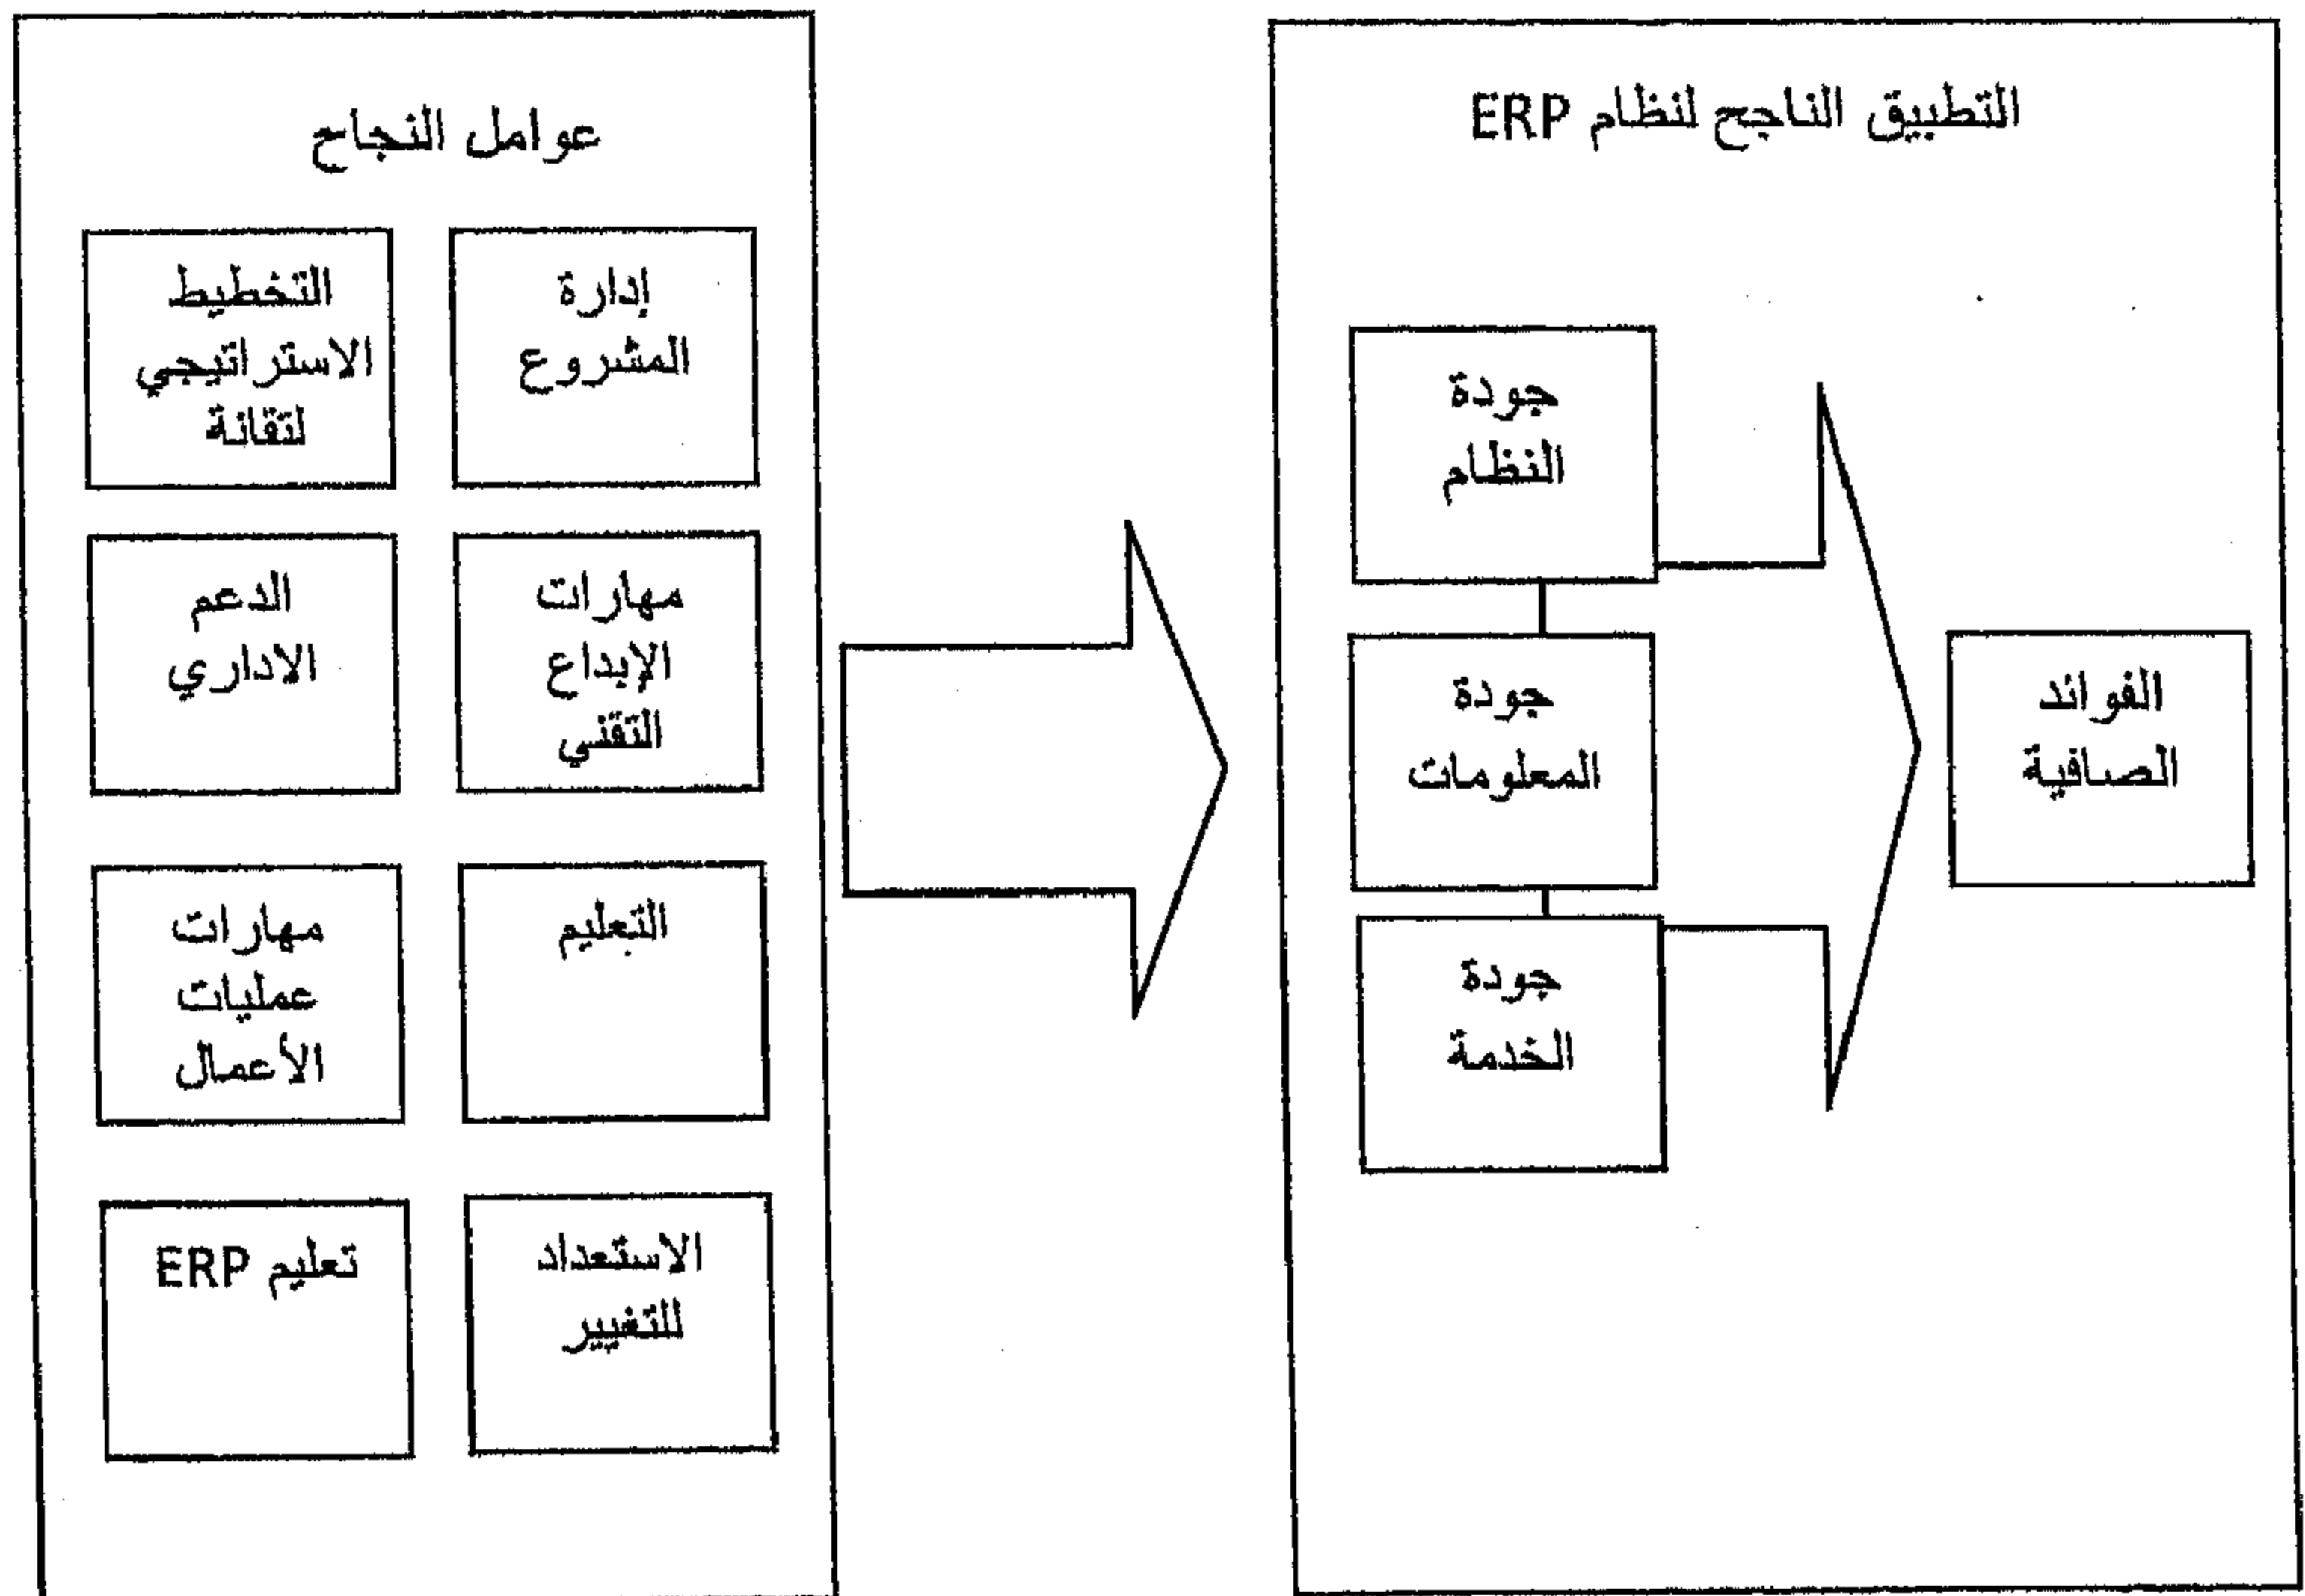 عوامل النجاح
إدارة
المشروع
التخطيط
الاستراتيجي
لتقانة
مهارات
الإبداع
التقني
الدعم
الاداري
التعليم
مهارات
عمليات
الأعمال
الاستعداد
للتغيير
تعليم ERP
التطبيق الناجح لنظام ERP
جودة
النظام
جودة
المعلومات
جودة
الخدمة
الفوائد
الصافية